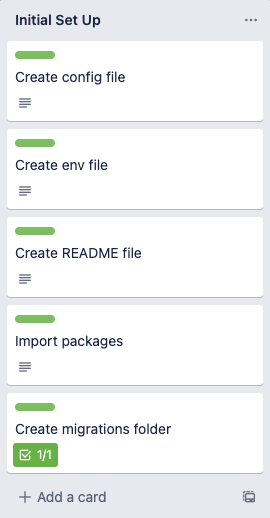 Initial Set Up
Create config file
Create env file
Create README file
Import packages
Create migrations folder
1/1
Add a card